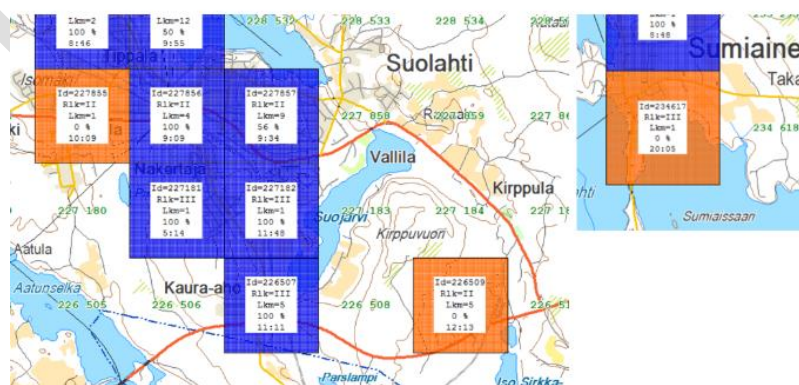 Lkm=2
100 %
8:46
Lkm=12
50 %
9:55
228 532
228 533
228 534
Tippala
Suolahti
Id=227855
Rlk=II
Lkm=1
0 %
10:09
Id=227856
Rlk=II
Lkm=4
100 %
9:09
Id=227857
Rlk=II
Lkm=9
56 %
9:34
227 858
227 859
Vallila
Nakertaja
Kirppula
227 180
Id=227181
Rlk=III
Lkm=1
100 %
5:14
Id=227182
Rlk=III
Lkm=1
100 %
11:48
Suojärvi
227 183
227 184
Kirppuvuori
Aatula
Aatunselkä
226 505
Kaura-aho
226 506
Id=226507
Rlk=III
Lkm=5
100 %
11:11
226 508
Id=226509
Rlk=II
Lkm=5
0 %
12:13
Parslampi
Iso Sirkka-
100 %
8:48
Sumiaine
Taka
Id=234617
Rlk=III
Lkm=1
0 %
20:05
234 618
Sumiaissaari